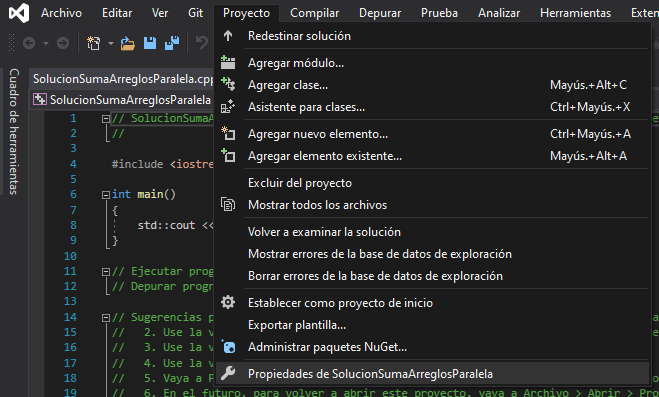 Archivo Editar Ver Git Proyecto Compilar Depurar Prueba Analizar Herramientas
Redestinar solución
Agregar módulo...
Agregar clase... Mayús.+Alt+C
Asistente para clases... Ctrl+Mayús.+X
Agregar nuevo elemento... Ctrl+Mayús.+A
Agregar elemento existente... Mayús.+Alt+A
Excluir del proyecto
Mostrar todos los archivos
Volver a examinar la solución
Mostrar errores de la base de datos de exploración
Borrar errores de la base de datos de exploración
Establecer como proyecto de inicio
Exportar plantilla...
Administrar paquetes NuGet...
Propiedades de SolucionSumaArreglosParalela
Cuadro de herramientas
SolucionSumaArreglosParalela.cpp
SolucionSumaArreglosParalela
1 // SolucionSumaA
2 //
3
4 #include <iostre
5
6 int main()
7 {
8 std::cout <<
9 }
10
11 // Ejecutar prog
12 // Depurar progr
13
14 // Sugerencias p
15 // 2. Use la v
16 // 3. Use la v
17 // 4. Use la v
18 // 5. Vaya a P
19 // 6. En el futuro, para volver a abrir este proyecto, vaya a Archivo > Abrir > Pro